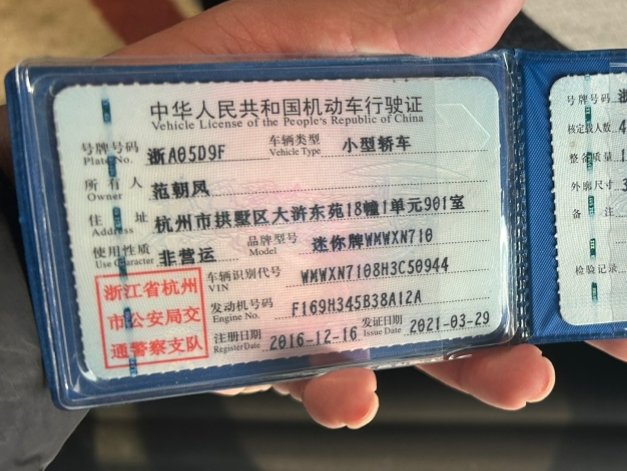 中华人民共和国机动车行驶证
Vehicle License of the People's Republic of China
号牌号码 浙A05D9F 车辆类型 小型轿车
Plate No. Vehicle Type
所有人 范朝凤
Owner
住址 杭州市拱墅区大浒东苑18幢1单元901室
Address
使用性质 非营运 品牌型号 迷你牌WMWXN710
Use Character Model
浙江省杭州
市公安局交
通警察支队
车辆识别代号 WMWXN7108H3C50944
VIN
发动机号码 F169H345B38A12A
Engine No.
注册日期 2016-12-16 发证日期 2021-03-29
Register Date Issue Date
号牌号码
核定载人数 4
整备质量 1
外廓尺寸 3
备注
检验记录